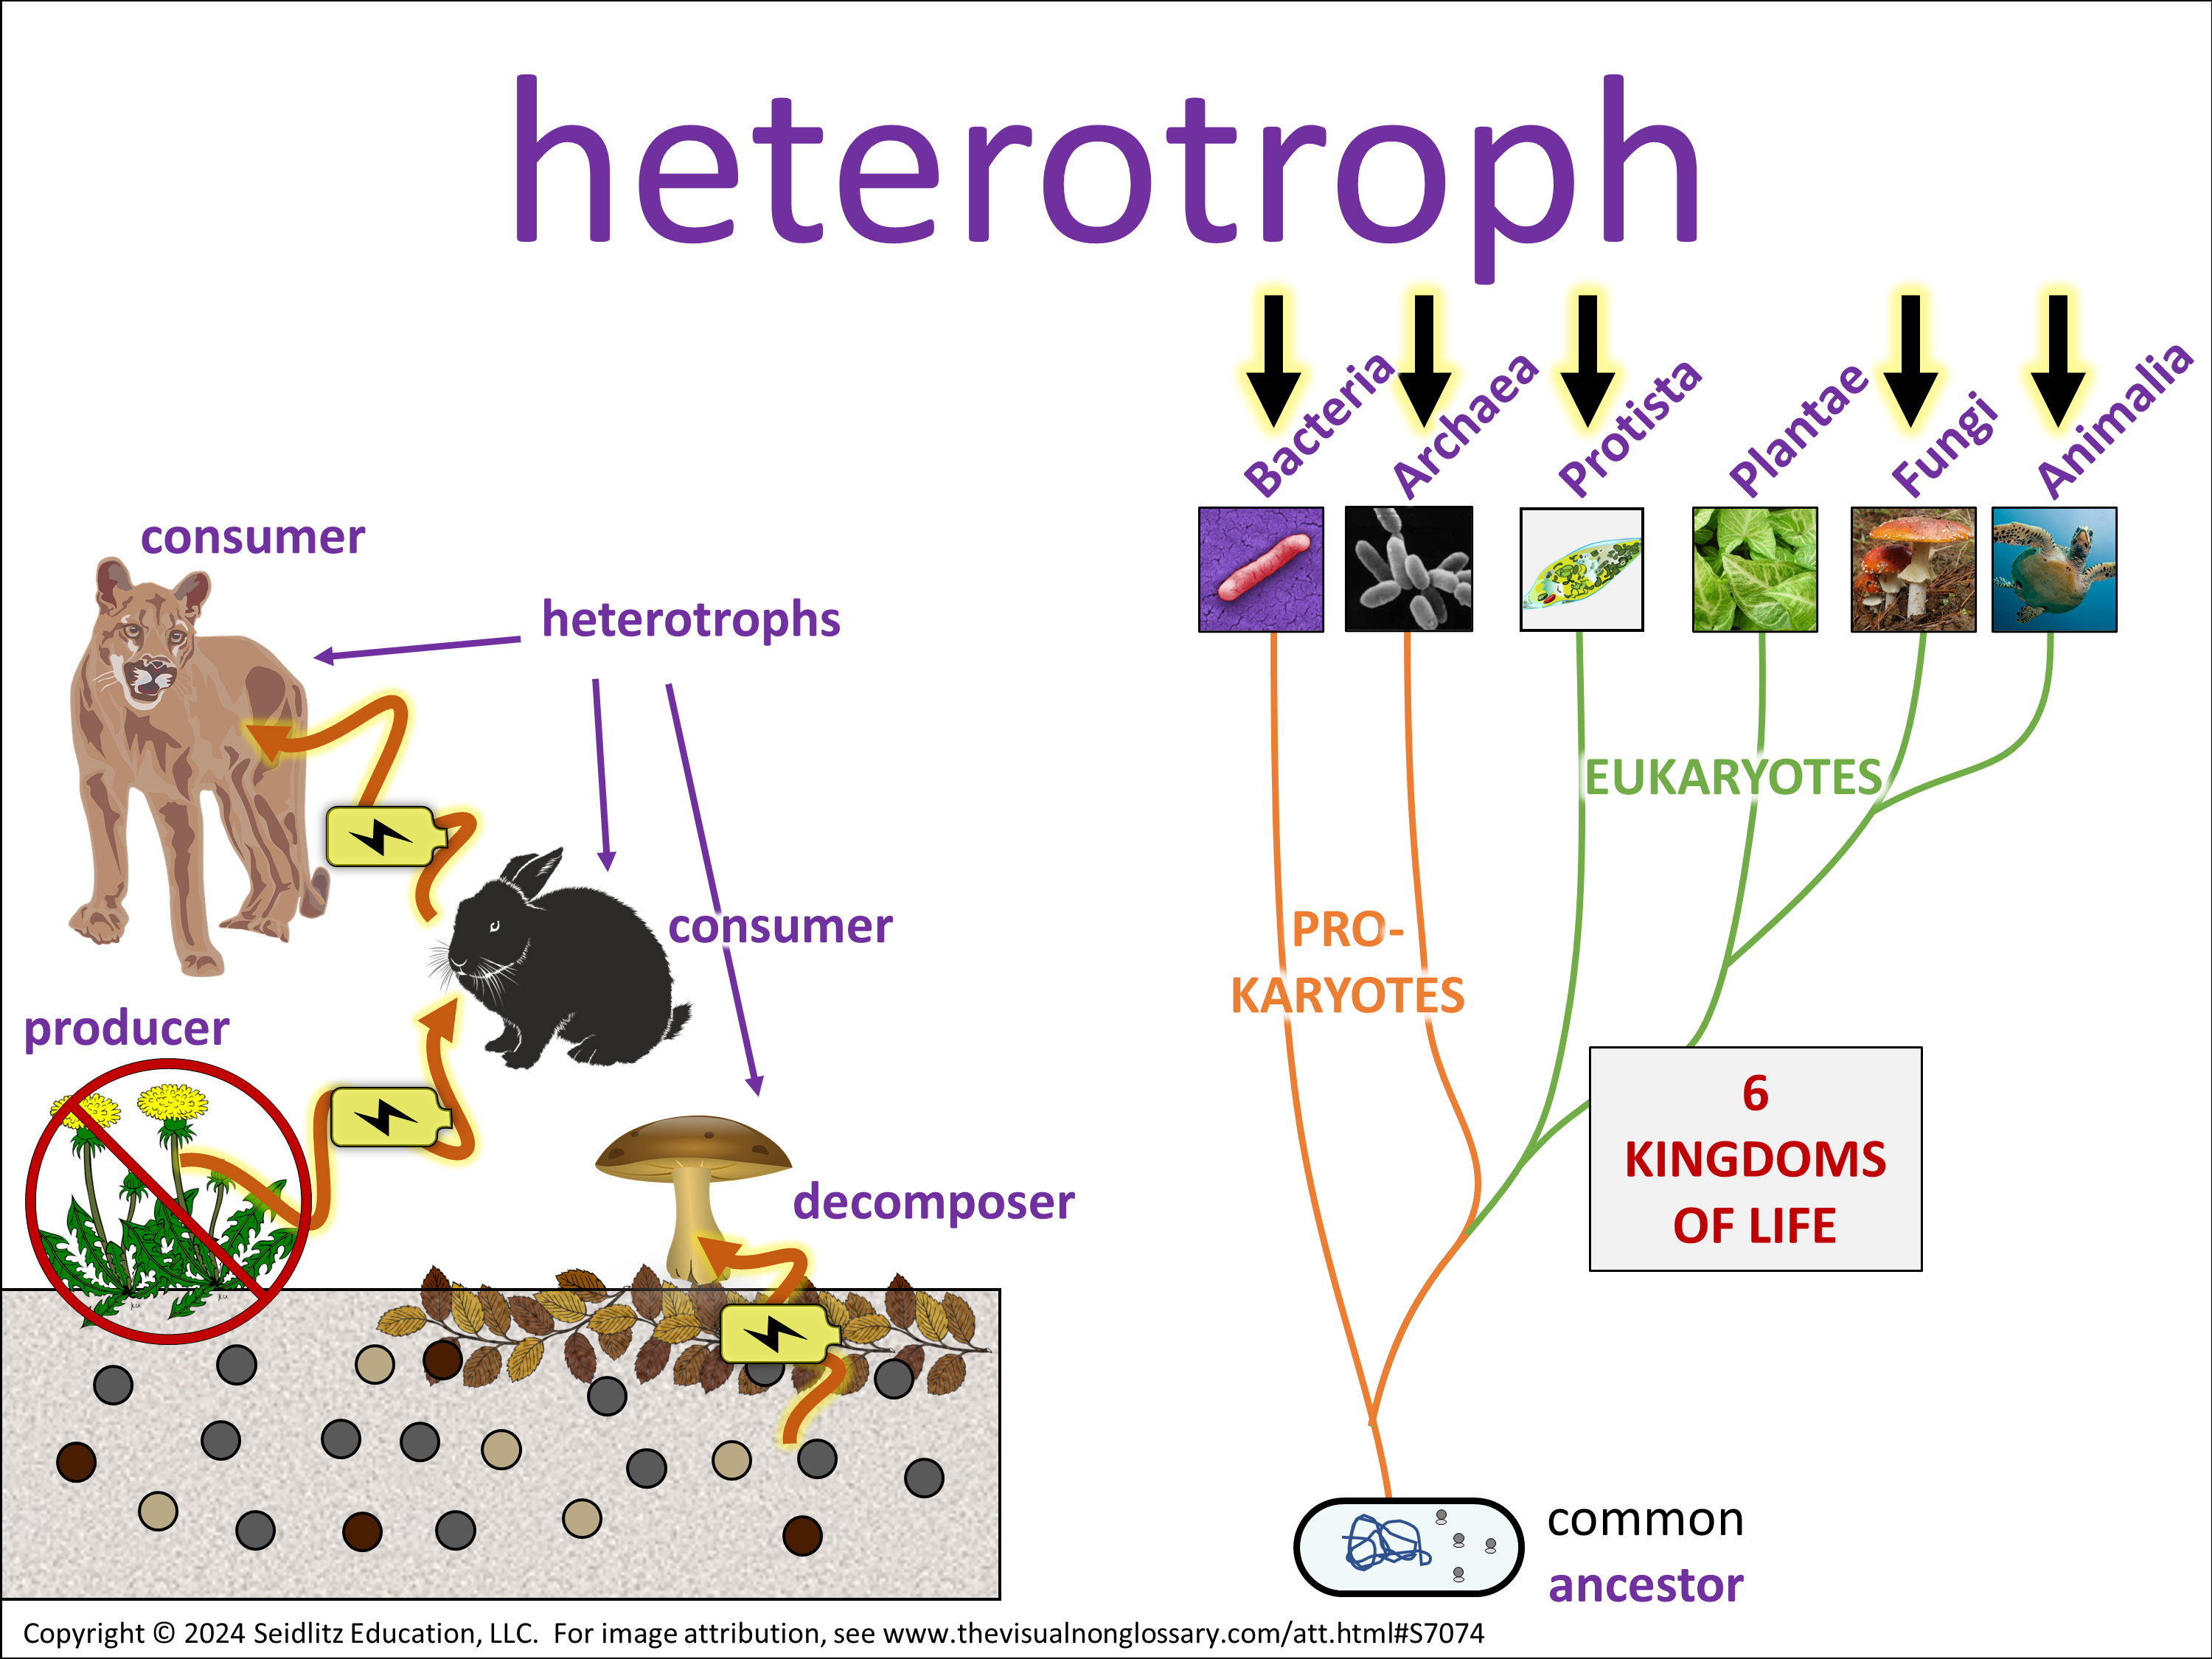 heterotroph
Bacteria
Archaea
Protista
Plantae
Fungi
Animalia
consumer
heterotrophs
EUKARYOTES
consumer
PRO-
KARYOTES
producer
6
KINGDOMS
OF LIFE
decomposer
common
ancestor
Copyright © 2024 Seidlitz Education, LLC.  For image attribution, see www.thevisualnonglossary.com/att.html#S7074